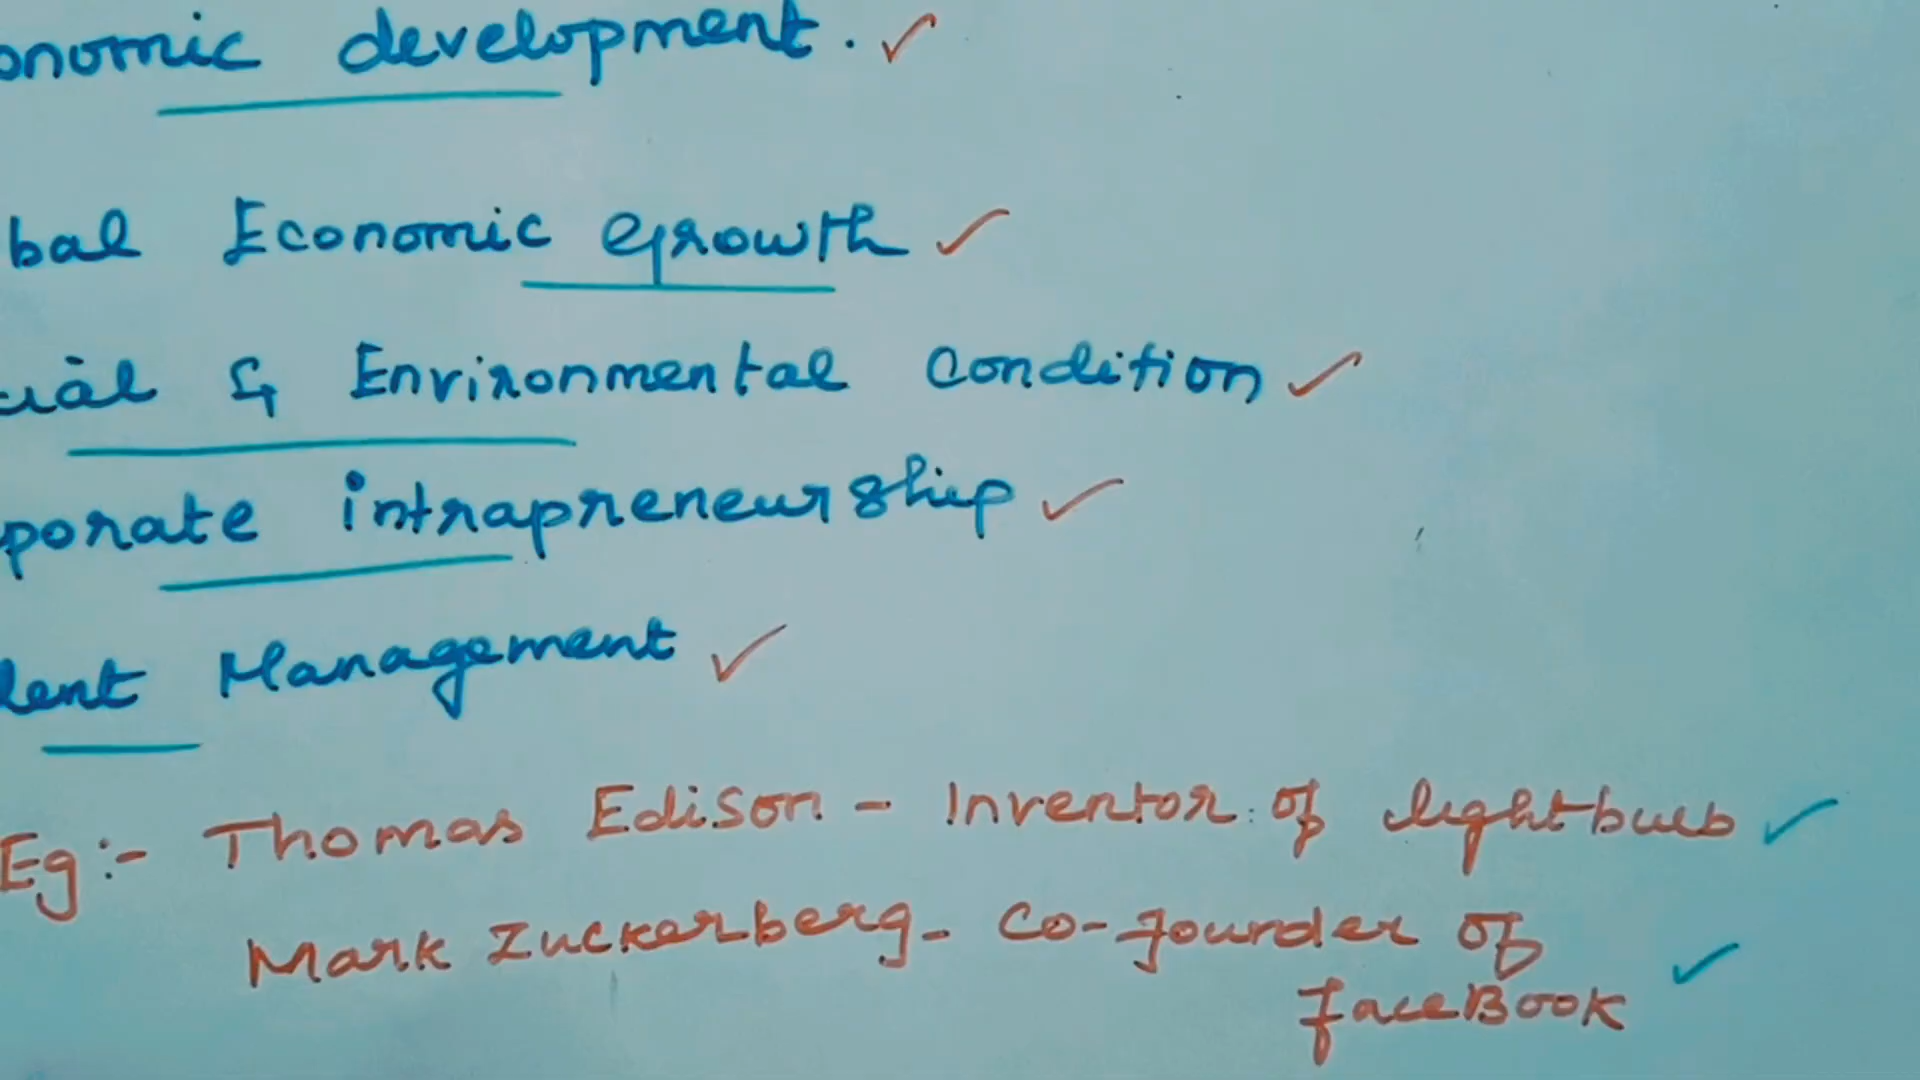 onomic development.
bal Economic Growth
cial & Environmental Condition
porate intrapreneurship
lent Management
Eg:- Thomas Edison - Inventor of lightbulb
Mark Zuckerberg - Co-founder of
FaceBook